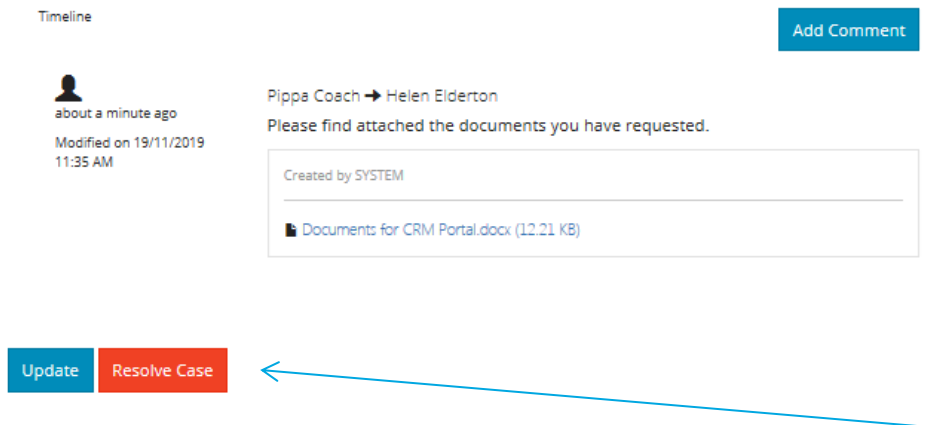 Timeline
Add Comment
about a minute ago
Modified on 19/11/2019
11:35 AM
Pippa Coach → Helen Elderton
Please find attached the documents you have requested.
Created by SYSTEM
Documents for CRM Portal.docx (12.21 KB)
Update
Resolve Case